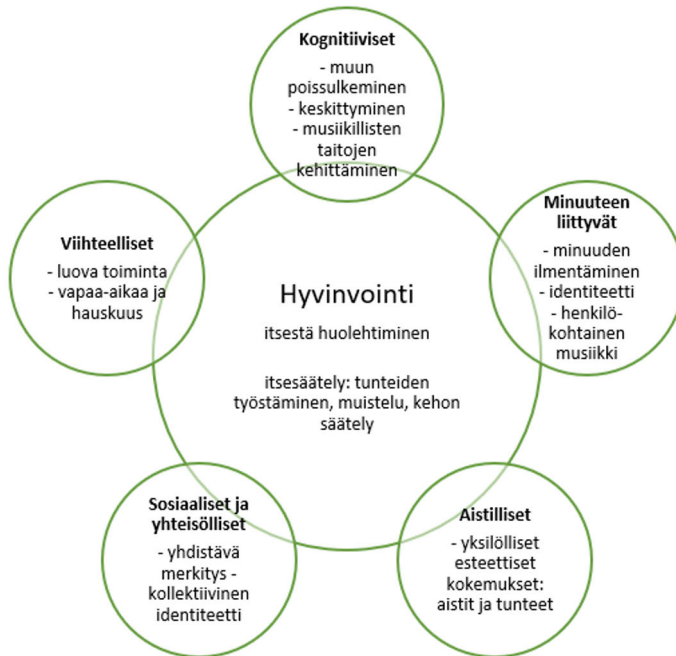 Kognitiiviset
- muun
poissulkeminen
- keskittyminen
- musiikillisten
taitojen
kehittäminen
Viihteelliset
- luova toiminta
- vapaa-aikaa ja
hauskuus
Minuuteen
liittyvät
- minuuden
ilmentäminen
- identiteetti
- henkilö-
kohtainen
musiikki
Hyvinvointi
itsestä huolehtiminen
itsesäätely: tunteiden
työstäminen, muistelu, kehon
säätely
Sosiaaliset ja
yhteisölliset
- yhdistävä
merkitys -
kollektiivinen
identiteetti
Aistilliset
- yksilölliset
esteettiset
kokemukset:
aistit ja tunteet